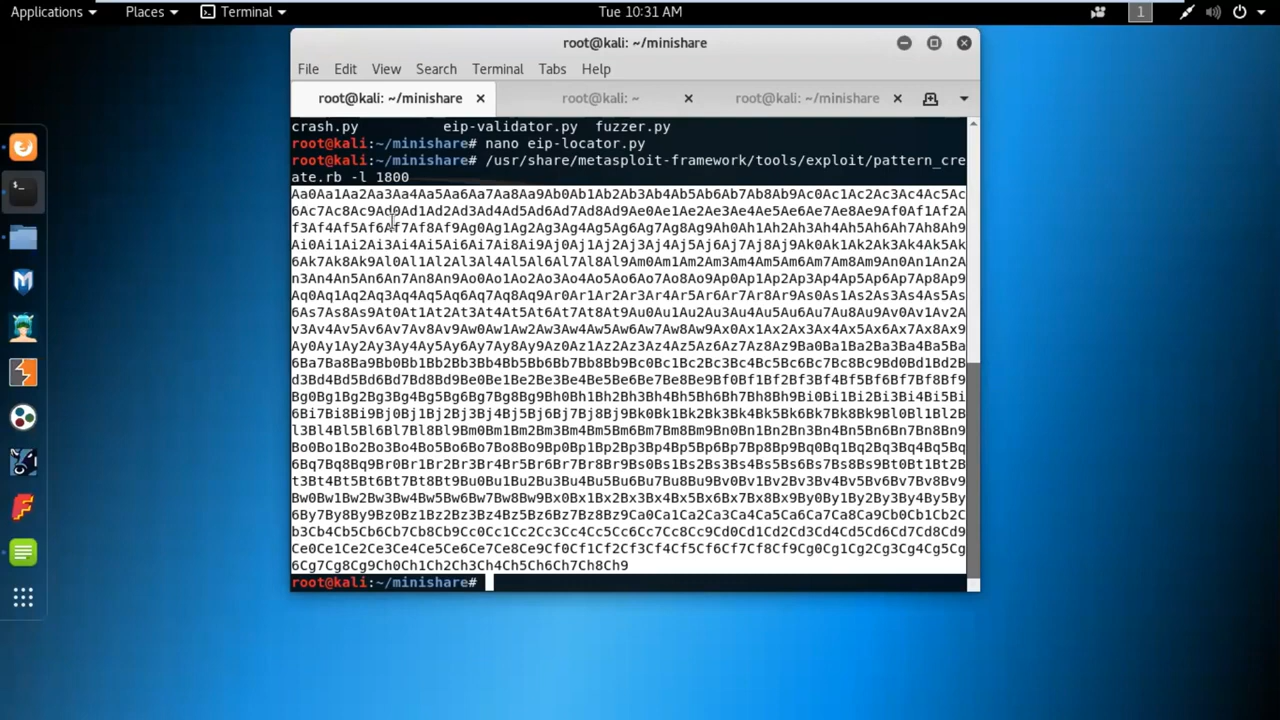 Applications
Places
Terminal
Tue 10:31 AM
1
root@kali: ~/minishare
File Edit View Search Terminal Tabs Help
root@kali: ~/minishare
root@kali: ~
root@kali: ~/minishare
crash.py eip-validator.py fuzzer.py
root@kali:~/minishare# nano eip-locator.py
root@kali:~/minishare# /usr/share/metasploit-framework/tools/exploit/pattern_cre
ate.rb -l 1800
Aa0Aa1Aa2Aa3Aa4Aa5Aa6Aa7Aa8Aa9Ab0Ab1Ab2Ab3Ab4Ab5Ab6Ab7Ab8Ab9Ac0Ac1Ac2Ac3Ac4Ac5Ac
6Ac7Ac8Ac9Ad0Ad1Ad2Ad3Ad4Ad5Ad6Ad7Ad8Ad9Ae0Ae1Ae2Ae3Ae4Ae5Ae6Ae7Ae8Ae9Af0Af1Af2A
f3Af4Af5Af6Af7Af8Af9Ag0Ag1Ag2Ag3Ag4Ag5Ag6Ag7Ag8Ag9Ah0Ah1Ah2Ah3Ah4Ah5Ah6Ah7Ah8Ah9
Ai0Ai1Ai2Ai3Ai4Ai5Ai6Ai7Ai8Ai9Aj0Aj1Aj2Aj3Aj4Aj5Aj6Aj7Aj8Aj9Ak0Ak1Ak2Ak3Ak4Ak5Ak
6Ak7Ak8Ak9Al0Al1Al2Al3Al4Al5Al6Al7Al8Al9Am0Am1Am2Am3Am4Am5Am6Am7Am8Am9An0An1An2A
n3An4An5An6An7An8An9Ao0Ao1Ao2Ao3Ao4Ao5Ao6Ao7Ao8Ao9Ap0Ap1Ap2Ap3Ap4Ap5Ap6Ap7Ap8Ap9
Aq0Aq1Aq2Aq3Aq4Aq5Aq6Aq7Aq8Aq9Ar0Ar1Ar2Ar3Ar4Ar5Ar6Ar7Ar8Ar9As0As1As2As3As4As5As
6As7As8As9At0At1At2At3At4At5At6At7At8At9Au0Au1Au2Au3Au4Au5Au6Au7Au8Au9Av0Av1Av2A
v3Av4Av5Av6Av7Av8Av9Aw0Aw1Aw2Aw3Aw4Aw5Aw6Aw7Aw8Aw9Ax0Ax1Ax2Ax3Ax4Ax5Ax6Ax7Ax8Ax9
Ay0Ay1Ay2Ay3Ay4Ay5Ay6Ay7Ay8Ay9Az0Az1Az2Az3Az4Az5Az6Az7Az8Az9Ba0Ba1Ba2Ba3Ba4Ba5Ba
6Ba7Ba8Ba9Bb0Bb1Bb2Bb3Bb4Bb5Bb6Bb7Bb8Bb9Bc0Bc1Bc2Bc3Bc4Bc5Bc6Bc7Bc8Bc9Bd0Bd1Bd2B
d3Bd4Bd5Bd6Bd7Bd8Bd9Be0Be1Be2Be3Be4Be5Be6Be7Be8Be9Bf0Bf1Bf2Bf3Bf4Bf5Bf6Bf7Bf8Bf9
Bg0Bg1Bg2Bg3Bg4Bg5Bg6Bg7Bg8Bg9Bh0Bh1Bh2Bh3Bh4Bh5Bh6Bh7Bh8Bh9Bi0Bi1Bi2Bi3Bi4Bi5Bi
6Bi7Bi8Bi9Bj0Bj1Bj2Bj3Bj4Bj5Bj6Bj7Bj8Bj9Bk0Bk1Bk2Bk3Bk4Bk5Bk6Bk7Bk8Bk9Bl0Bl1Bl2B
l3Bl4Bl5Bl6Bl7Bl8Bl9Bm0Bm1Bm2Bm3Bm4Bm5Bm6Bm7Bm8Bm9Bn0Bn1Bn2Bn3Bn4Bn5Bn6Bn7Bn8Bn9
Bo0Bo1Bo2Bo3Bo4Bo5Bo6Bo7Bo8Bo9Bp0Bp1Bp2Bp3Bp4Bp5Bp6Bp7Bp8Bp9Bq0Bq1Bq2Bq3Bq4Bq5Bq
6Bq7Bq8Bq9Br0Br1Br2Br3Br4Br5Br6Br7Br8Br9Bs0Bs1Bs2Bs3Bs4Bs5Bs6Bs7Bs8Bs9Bt0Bt1Bt2B
t3Bt4Bt5Bt6Bt7Bt8Bt9Bu0Bu1Bu2Bu3Bu4Bu5Bu6Bu7Bu8Bu9Bv0Bv1Bv2Bv3Bv4Bv5Bv6Bv7Bv8Bv9
Bw0Bw1Bw2Bw3Bw4Bw5Bw6Bw7Bw8Bw9Bx0Bx1Bx2Bx3Bx4Bx5Bx6Bx7Bx8Bx9By0By1By2By3By4By5By
6By7By8By9Bz0Bz1Bz2Bz3Bz4Bz5Bz6Bz7Bz8Bz9Ca0Ca1Ca2Ca3Ca4Ca5Ca6Ca7Ca8Ca9Cb0Cb1Cb2C
b3Cb4Cb5Cb6Cb7Cb8Cb9Cc0Cc1Cc2Cc3Cc4Cc5Cc6Cc7Cc8Cc9Cd0Cd1Cd2Cd3Cd4Cd5Cd6Cd7Cd8Cd9
Ce0Ce1Ce2Ce3Ce4Ce5Ce6Ce7Ce8Ce9Cf0Cf1Cf2Cf3Cf4Cf5Cf6Cf7Cf8Cf9Cg0Cg1Cg2Cg3Cg4Cg5Cg
6Cg7Cg8Cg9Ch0Ch1Ch2Ch3Ch4Ch5Ch6Ch7Ch8Ch9
root@kali:~/minishare#